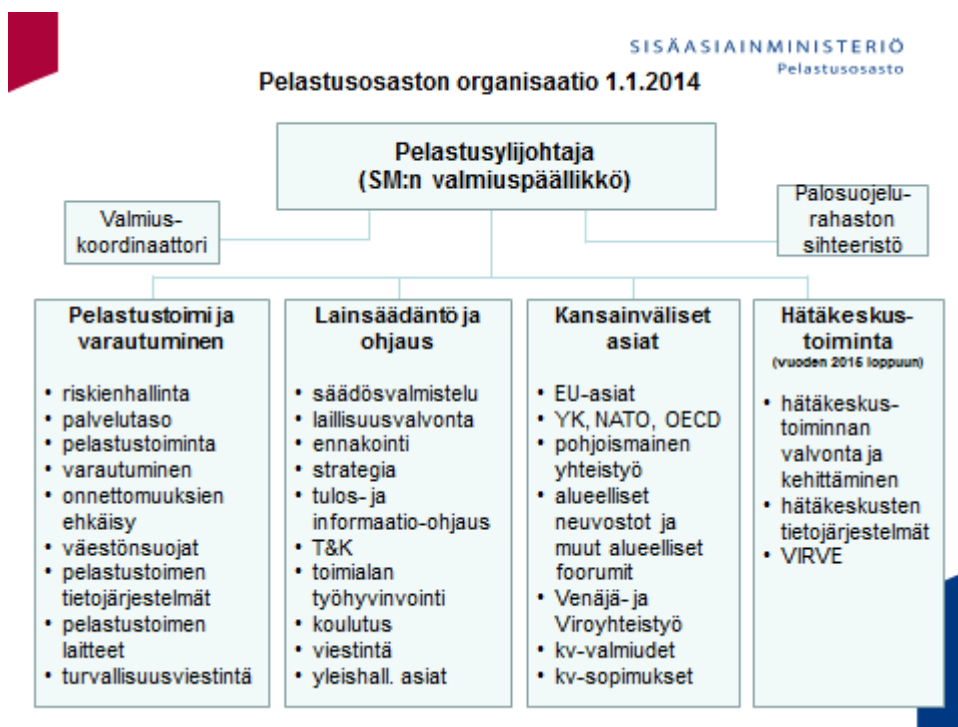 SISÄASIAINMINISTERIÖ
Pelastusosasto
Pelastusosaston organisaatio 1.1.2014
Pelastusylijohtaja
(SM:n valmiuspäällikkö)
Valmius-
koordinaattori
Palosuojelu-
rahaston
sihteeristö
Pelastustoimi ja
varautuminen
• riskienhallinta
• palvelutaso
• pelastustoiminta
• varautuminen
• onnettomuuksien
ehkäisy
• väestönsuojat
• pelastustoimen
tietojärjestelmät
• pelastustoimen
laitteet
• turvallisuusviestintä
Lainsäädäntö ja
ohjaus
• säädösvalmistelu
• laillisuusvalvonta
• ennakointi
• strategia
• tulos- ja
informaatio-ohjaus
• T&K
• toimialan
työhyvinvointi
• koulutus
• viestintä
• yleishall. asiat
Kansainväliset
asiat
• EU-asiat
• YK, NATO, OECD
• pohjoismainen
yhteistyö
• alueelliset
neuvostot ja
muut alueelliset
foorumit
• Venäjä- ja
Viroyhteistyö
• kv-valmiudet
• kv-sopimukset
Hätäkeskus-
toiminta
(vuoden 2015 loppuun)
• hätäkeskus-
toiminnan
valvonta ja
kehittäminen
• hätäkeskusten
tietojärjestelmät
• VIRVE